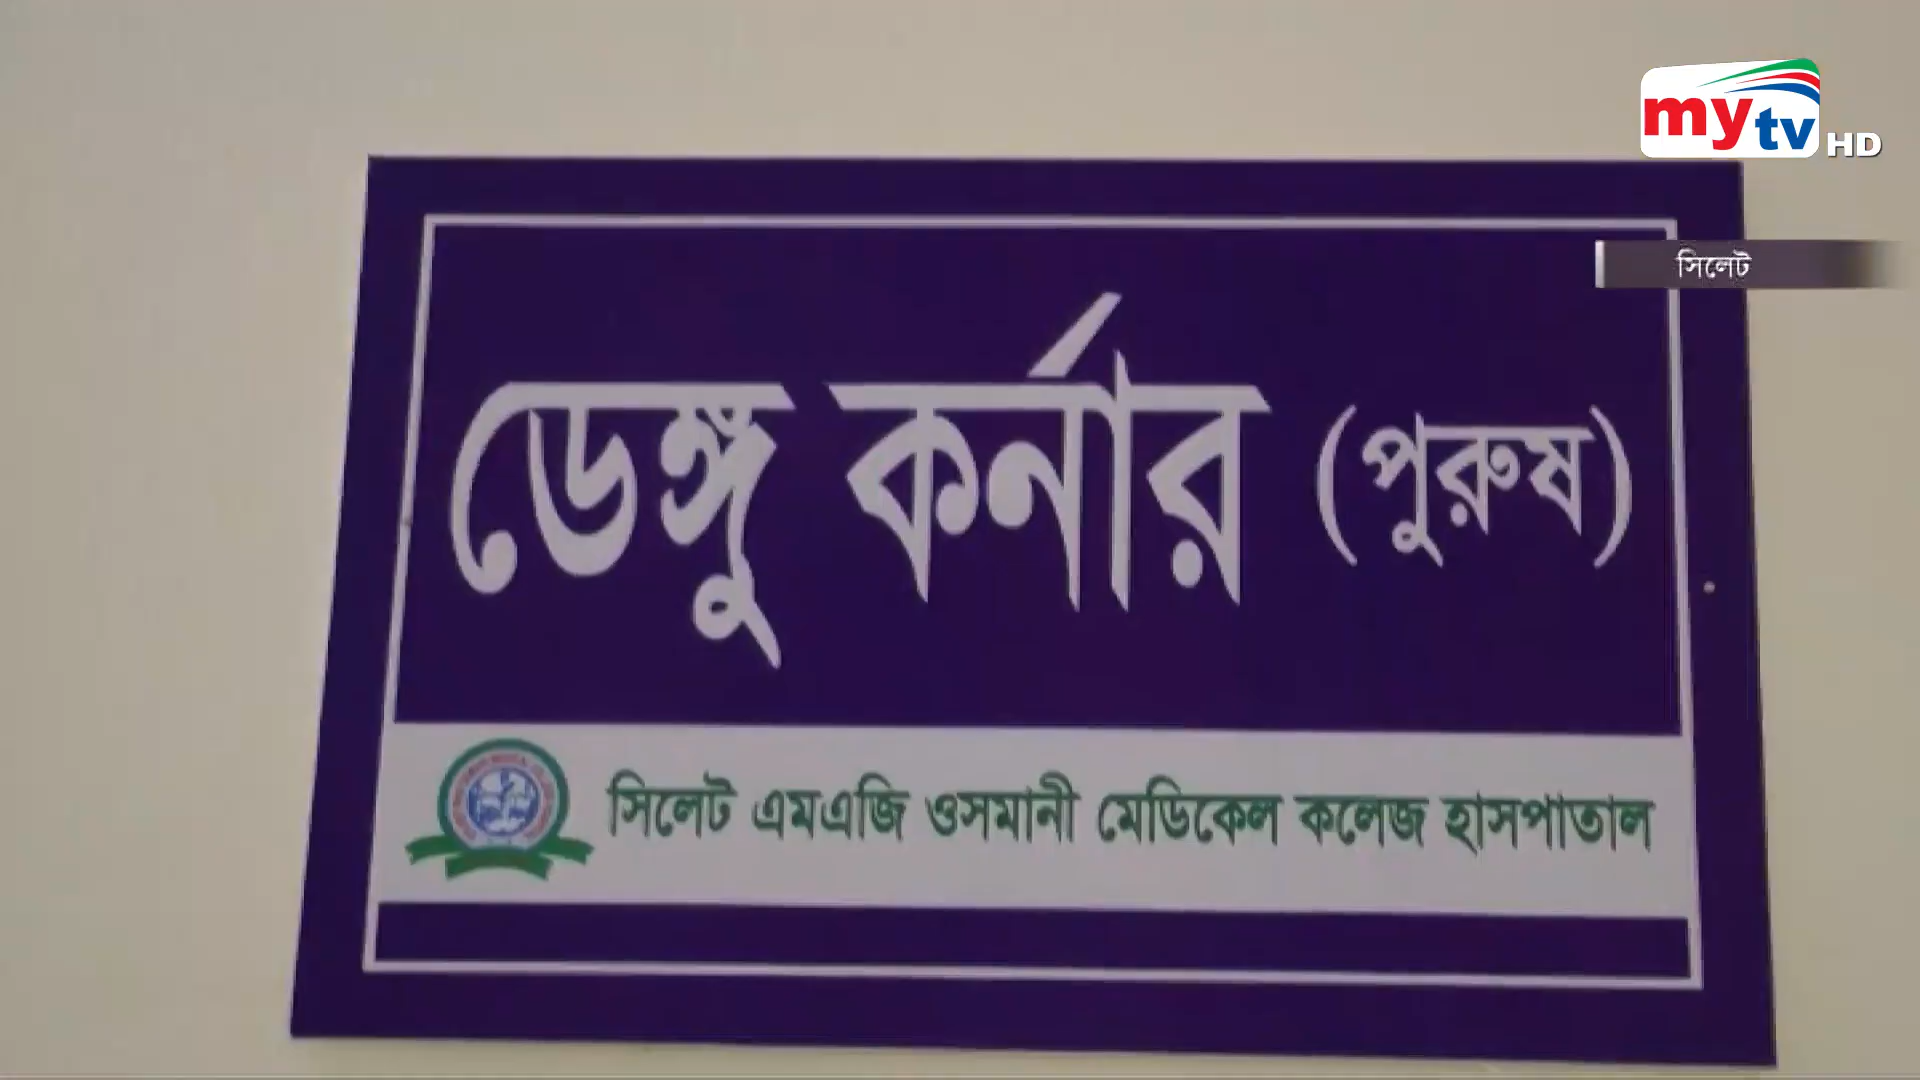 mytv HD
সিলেট
ডেঙ্গু কর্নার (পুরুষ)
সিলেট এমএজি ওসমানী মেডিকেল কলেজ হাসপাতাল